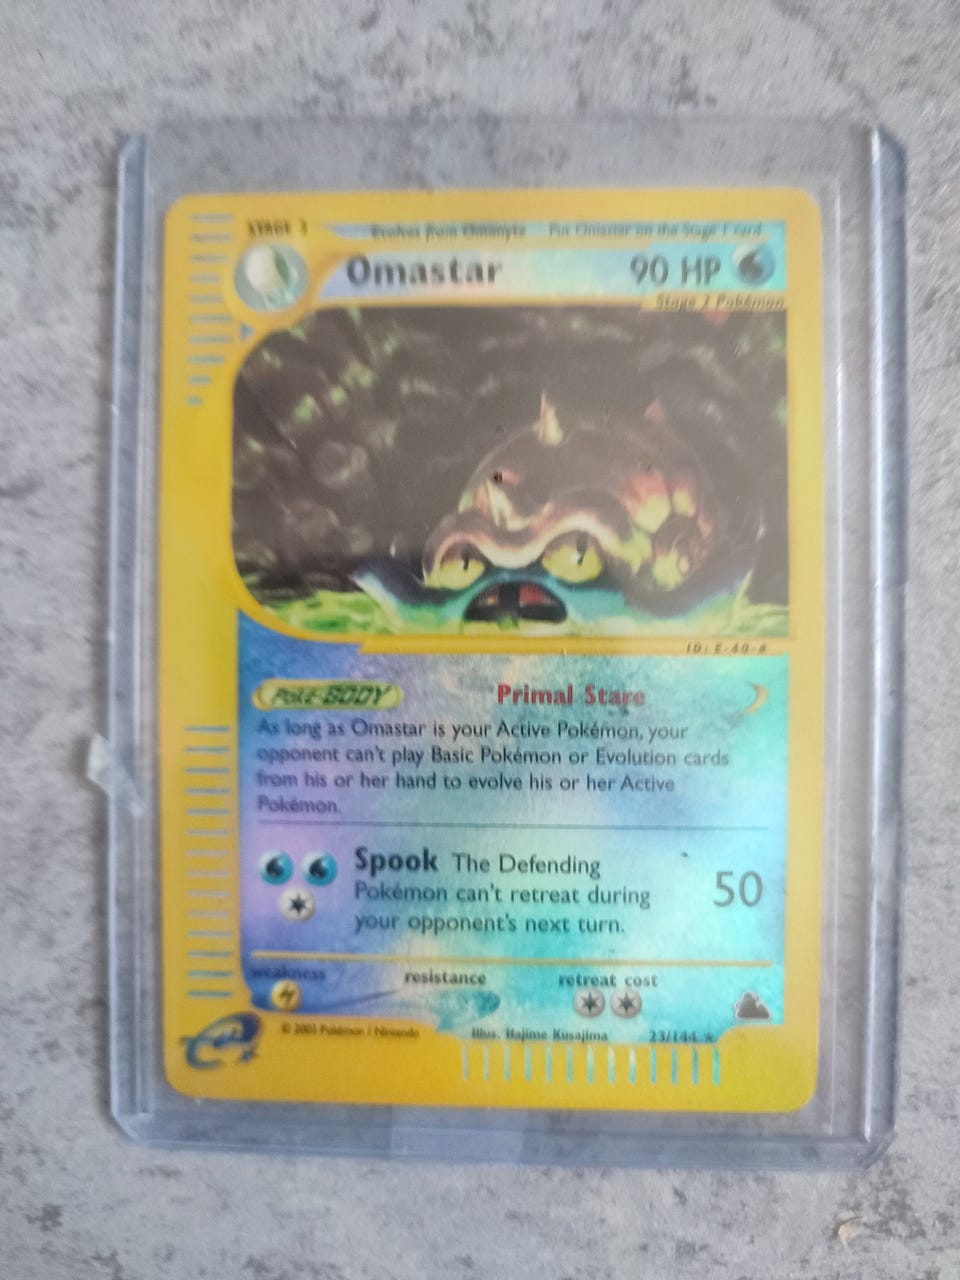 STAGE 2
Evolves from Omanyte Put Omastar on the Stage 1 card
Omastar 90 HP
Stage 2 Pokémon
ID: E-40-#
POKé-BODY Primal Stare
As long as Omastar is your Active Pokémon, your
opponent can't play Basic Pokémon or Evolution cards
from his or her hand to evolve his or her Active
Pokémon.
Spook The Defending
Pokémon can't retreat during
your opponent's next turn.
50
weakness resistance retreat cost
© 2003 Pokémon / Nintendo
Illus. Hajime Kusajima
23/144